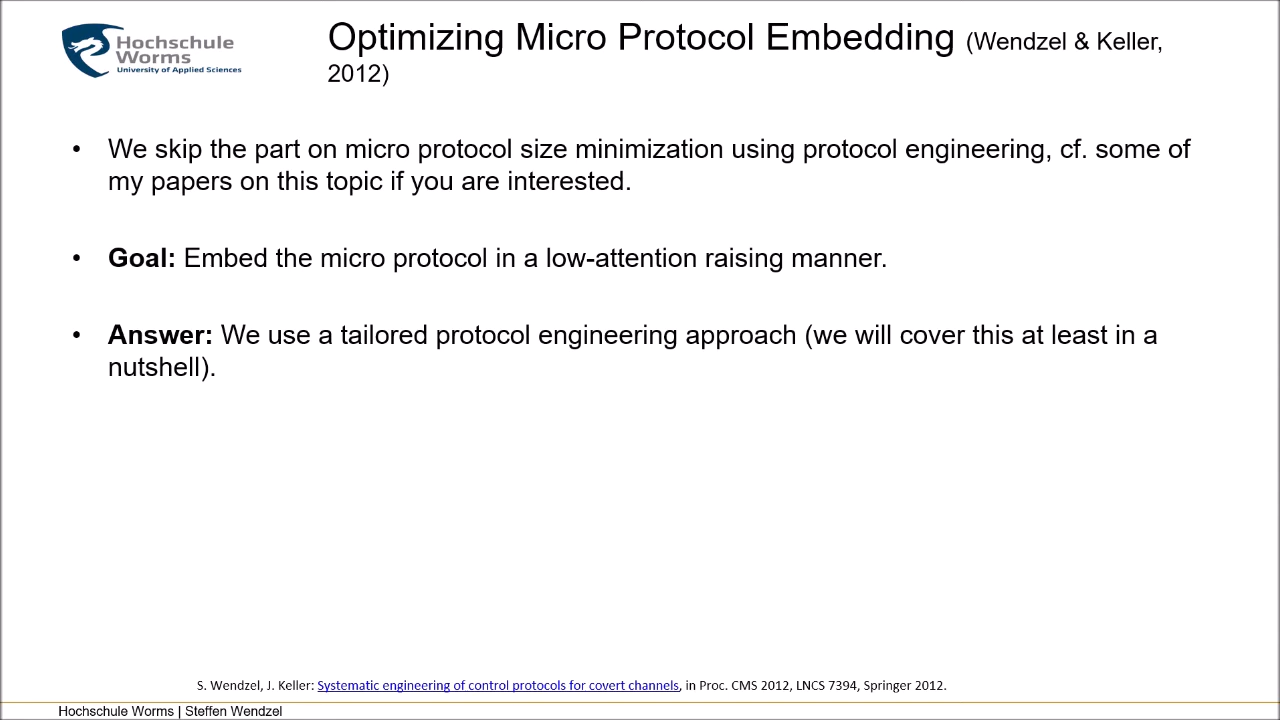 Hochschule
Worms
University of Applied Sciences
Optimizing Micro Protocol Embedding (Wendzel & Keller,
2012)
• We skip the part on micro protocol size minimization using protocol engineering, cf. some of
my papers on this topic if you are interested.
• Goal: Embed the micro protocol in a low-attention raising manner.
• Answer: We use a tailored protocol engineering approach (we will cover this at least in a
nutshell).
S. Wendzel, J. Keller: Systematic engineering of control protocols for covert channels, in Proc. CMS 2012, LNCS 7394, Springer 2012.
Hochschule Worms | Steffen Wendzel